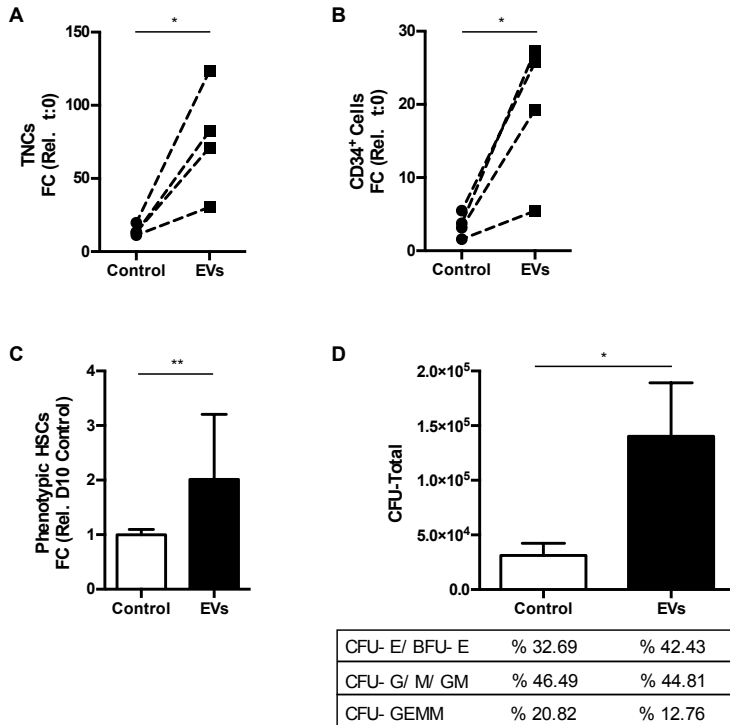 A
*
150
100
50
0
TNCs
FC (Rel. t:0)
Control EVs
B
*
30
20
10
0
CD34+ Cells
FC (Rel. t:0)
Control EVs
C
**
4
3
2
1
0
Phenotypic HSCs
FC (Rel. D10 Control)
Control EVs
D
*
2.0×10^5
1.5×10^5
1.0×10^5
5.0×10^4
0.0
CFU-Total
Control EVs
CFU- E/ BFU- E % 32.69 % 42.43
CFU- G/ M/ GM % 46.49 % 44.81
CFU- GEMM % 20.82 % 12.76